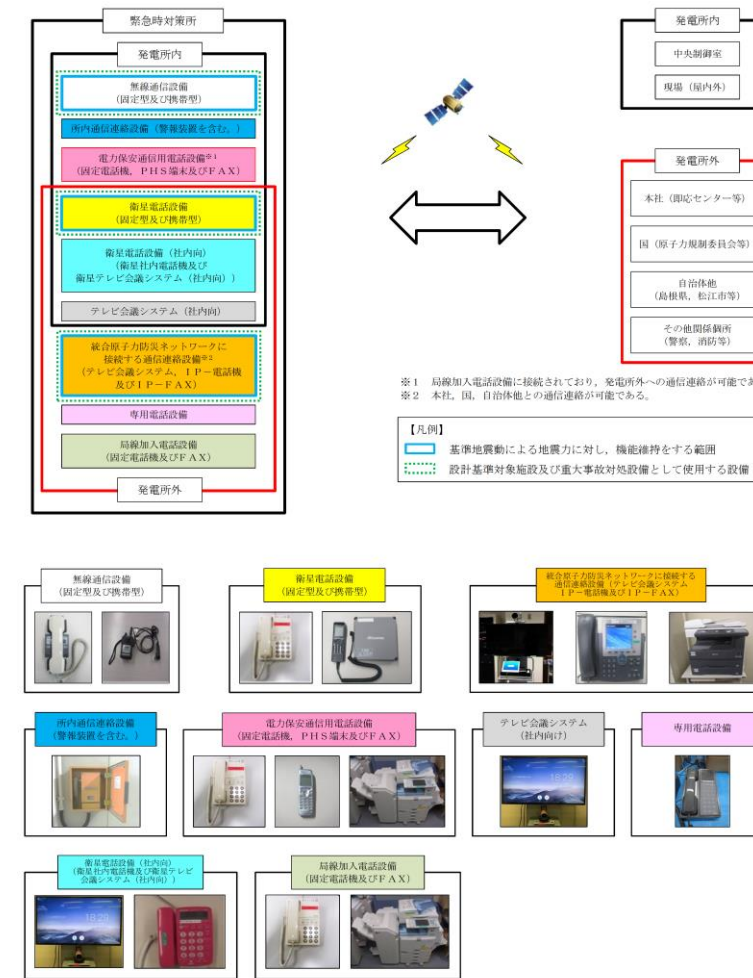 緊急時対策所
発電所内
無線通信設備
(固定型及び携帯型)
所内通信連絡設備(警報装置を含む。)
電力保安通信用電話設備※1
(固定電話機,PHS端末及びFAX)
衛星電話設備
(固定型及び携帯型)
衛星電話設備(社内向)
(衛星社内電話機及び
衛星テレビ会議システム(社内向))
テレビ会議システム(社内向)
統合原子力防災ネットワークに
接続する通信連絡設備※2
(テレビ会議システム,IP-電話機
及びIP-FAX)
専用電話設備
局線加入電話設備
(固定電話機及びFAX)
発電所外
発電所内
中央制御室
現場(屋内外)
発電所外
本社(即応センター等)
国(原子力規制委員会等)
自治体他
(島根県,松江市等)
その他関係個所
(警察,消防等)
※1 局線加入電話設備に接続されており,発電所外への通信連絡が可能であ
※2 本社,国,自治体他との通信連絡が可能である。
【凡例】
基準地震動による地震力に対し,機能維持をする範囲
設計基準対象施設及び重大事故対処設備として使用する設備
無線通信設備
(固定型及び携帯型)
衛星電話設備
(固定型及び携帯型)
統合原子力防災ネットワークに接続する
通信連絡設備(テレビ会議システム
IP-電話機及びIP-FAX)
所内通信連絡設備
(警報装置を含む。)
電力保安通信用電話設備
(固定電話機,PHS端末及びFAX)
テレビ会議システム
(社内向け)
専用電話設備
18:29
衛星電話設備(社内向)
(衛星社内電話機及び衛星テレビ
会議システム(社内向))
局線加入電話設備
(固定電話機及びFAX)
18:29